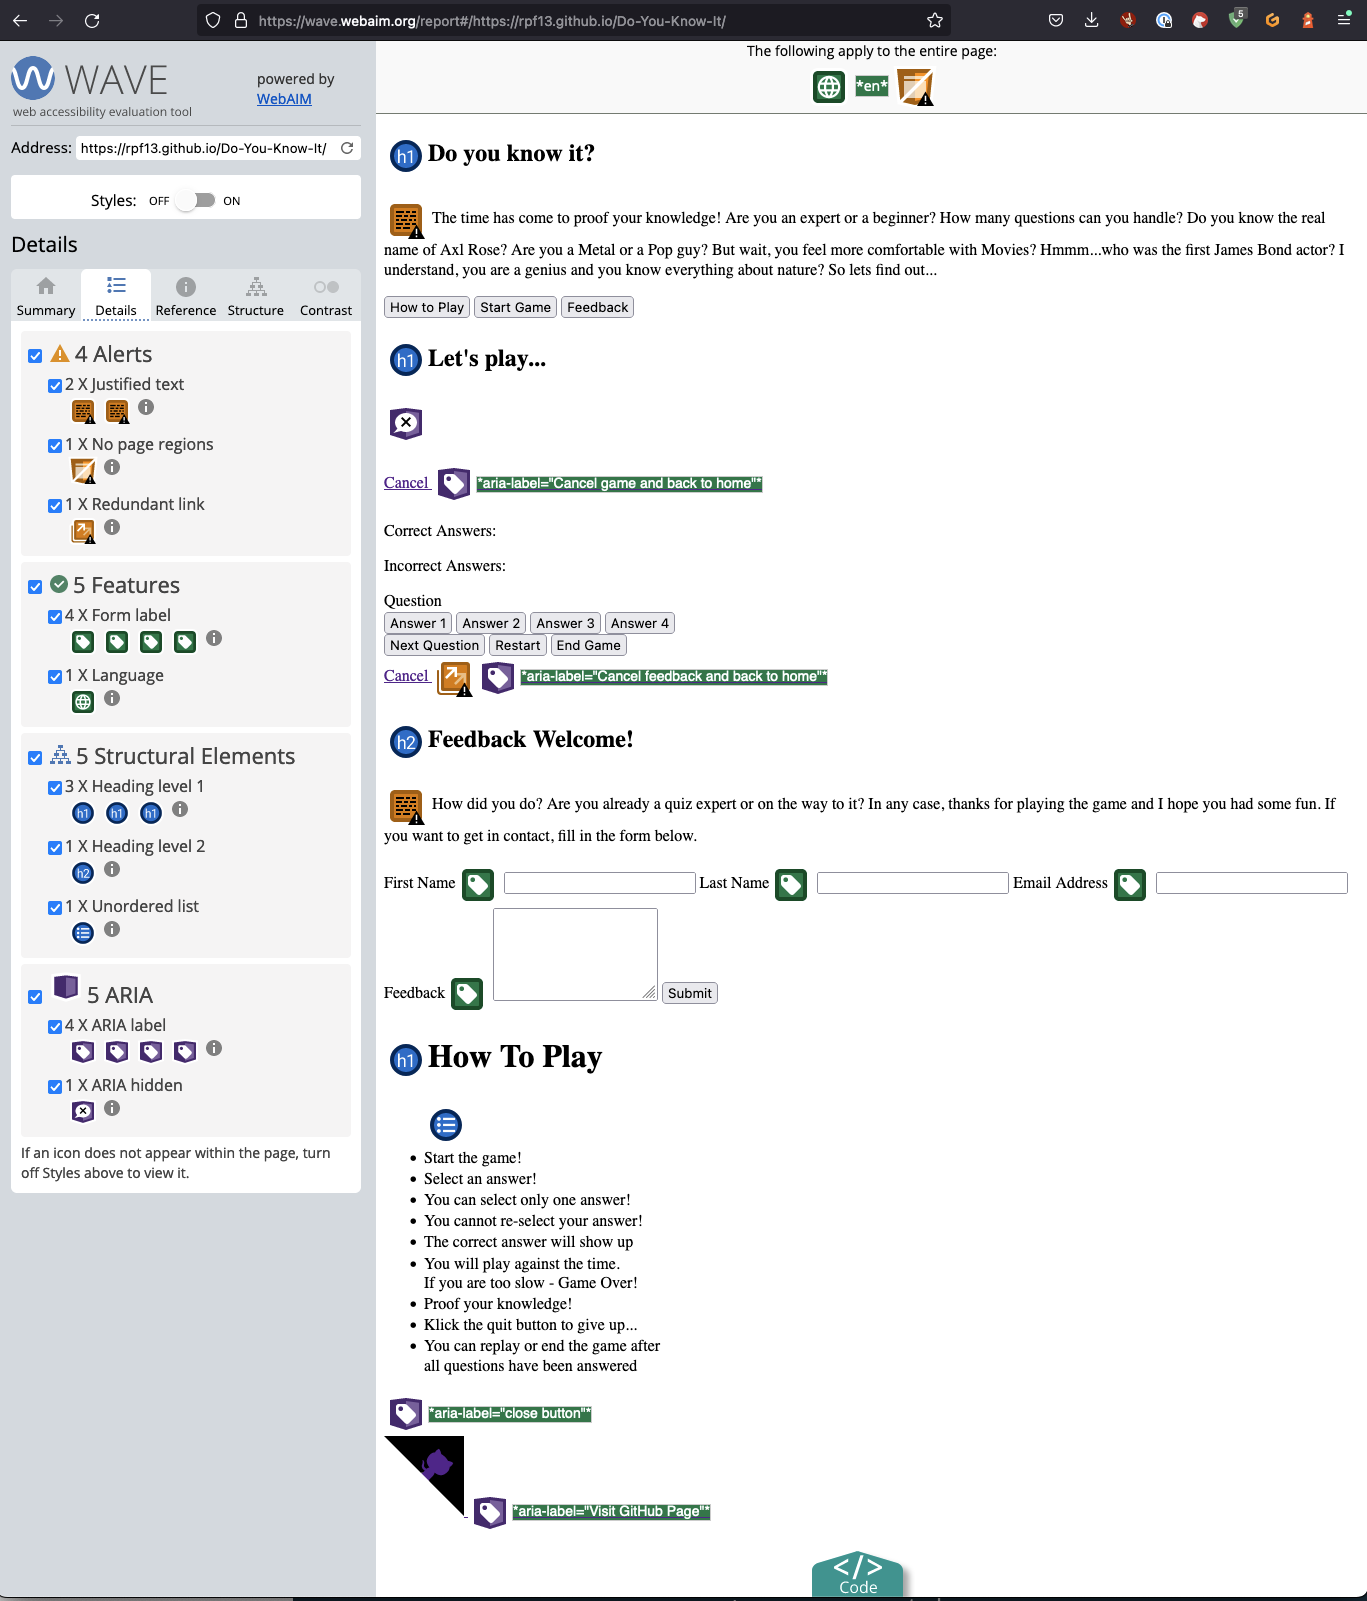 https://wave.webaim.org/report#/https://rpf13.github.io/Do-You-Know-It/
5
WAVE
web accessibility evaluation tool
powered by
WebAIM
Address: https://rpf13.github.io/Do-You-Know-It/
Styles: OFF ON
Details
Summary Details Reference Structure Contrast
4 Alerts
2 X Justified text
1 X No page regions
1 X Redundant link
5 Features
4 X Form label
1 X Language
5 Structural Elements
3 X Heading level 1
h1 h1 h1
1 X Heading level 2
h2
1 X Unordered list
5 ARIA
4 X ARIA label
1 X ARIA hidden
If an icon does not appear within the page, turn
off Styles above to view it.
The following apply to the entire page:
*en*
h1 Do you know it?
The time has come to proof your knowledge! Are you an expert or a beginner? How many questions can you handle? Do you know the real
name of Axl Rose? Are you a Metal or a Pop guy? But wait, you feel more comfortable with Movies? Hmmm...who was the first James Bond actor? I
understand, you are a genius and you know everything about nature? So lets find out...
How to Play Start Game Feedback
h1 Let's play...
Cancel *aria-label="Cancel game and back to home"*
Correct Answers:
Incorrect Answers:
Question
Answer 1 Answer 2 Answer 3 Answer 4
Next Question Restart End Game
Cancel *aria-label="Cancel feedback and back to home"*
h2 Feedback Welcome!
How did you do? Are you already a quiz expert or on the way to it? In any case, thanks for playing the game and I hope you had some fun. If
you want to get in contact, fill in the form below.
First Name Last Name Email Address
Feedback Submit
h1 How To Play
• Start the game!
• Select an answer!
• You can select only one answer!
• You cannot re-select your answer!
• The correct answer will show up
• You will play against the time.
If you are too slow - Game Over!
• Proof your knowledge!
• Klick the quit button to give up...
• You can replay or end the game after
all questions have been answered
*aria-label="close button"*
*aria-label="Visit GitHub Page"*
</>
Code